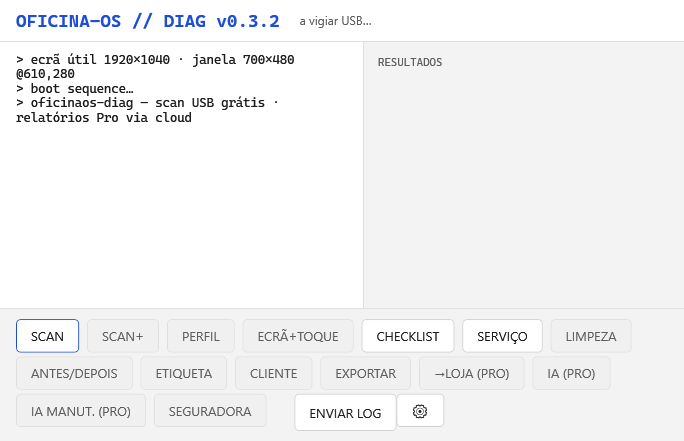 OFICINA-OS // DIAG v0.3.2 a vigiar USB...
> ecrã útil 1920×1040 · janela 700×480
@610,280
> boot sequence…
> oficinaos-diag — scan USB grátis ·
relatórios Pro via cloud
RESULTADOS
SCAN SCAN+ PERFIL ECRÃ+TOQUE CHECKLIST SERVIÇO LIMPEZA
ANTES/DEPOIS ETIQUETA CLIENTE EXPORTAR →LOJA (PRO) IA (PRO)
IA MANUT. (PRO) SEGURADORA ENVIAR LOG